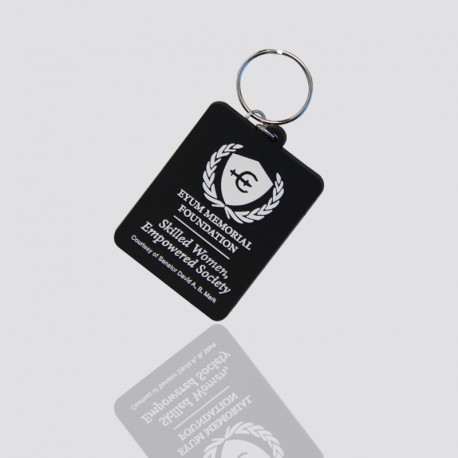 EYUM MEMORIAL
FOUNDATION
Skilled Women,
Empowered Society
Courtesy of Senator David A. B. Mark